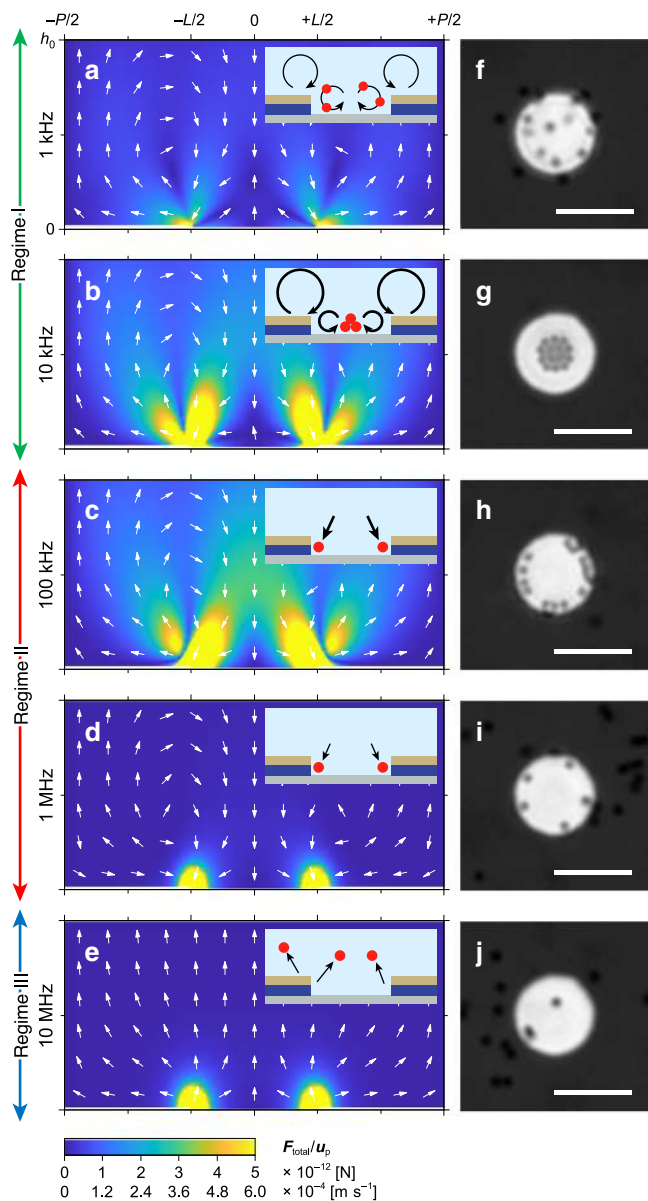 −P/2 −L/2 0 +L/2 +P/2
h0
a
f
1 kHz
0
Regime I
b
g
10 kHz
c
h
100 kHz
Regime II
d
i
1 MHz
e
j
10 MHz
Regime III
Ftotal/up
0 1 2 3 4 5 × 10−12 [N]
0 1.2 2.4 3.6 4.8 6.0 × 10−4 [m s−1]